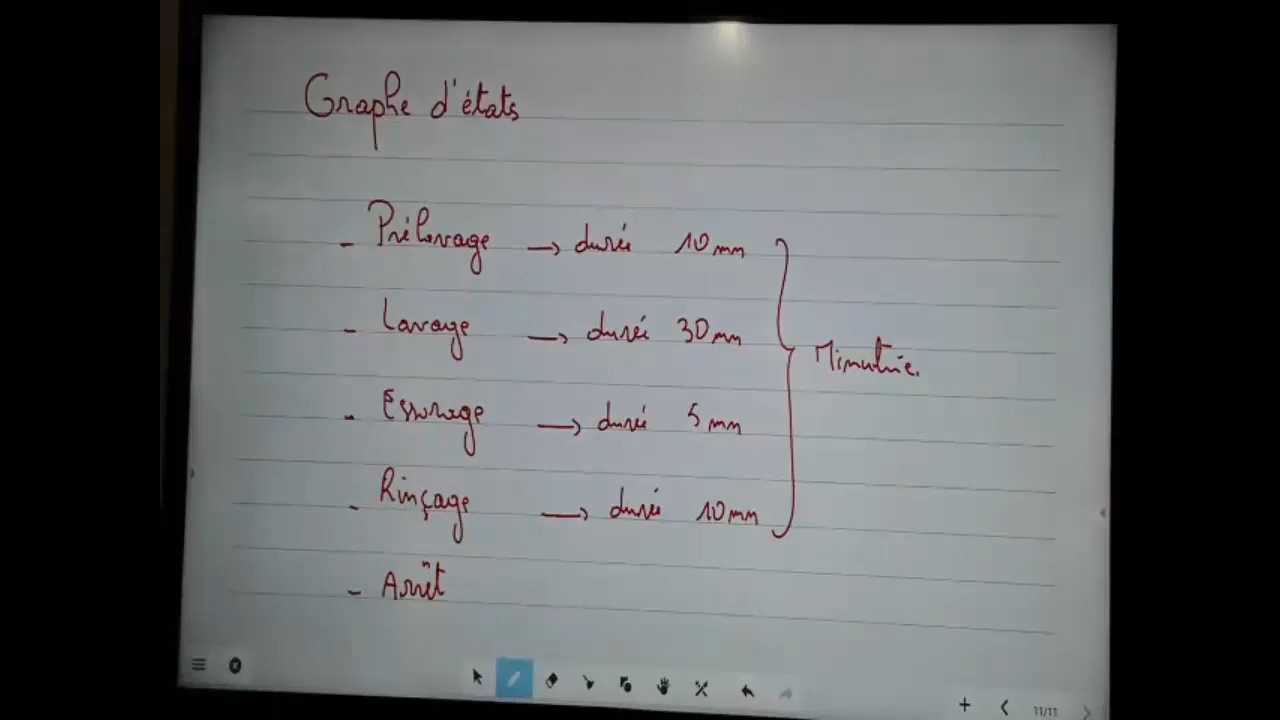 Graphe d'états
- Prélavage → durée 10mn
- Lavage → durée 30mn
- Essorage → durée 5mn
- Rinçage → durée 10mn
Minuterie.
- Arrêt
11/11